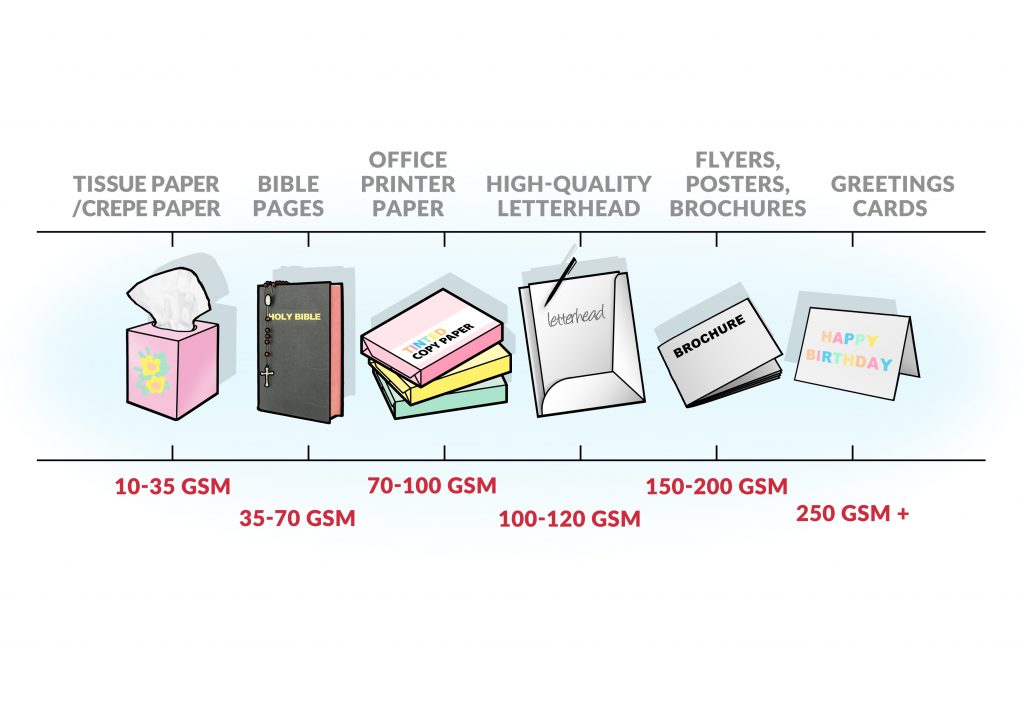 TISSUE PAPER
/CREPE PAPER
BIBLE
PAGES
OFFICE
PRINTER
PAPER
HIGH-QUALITY
LETTERHEAD
FLYERS,
POSTERS,
BROCHURES
GREETINGS
CARDS
HOLY BIBLE
TINTED
COPY PAPER
letterhead
BROCHURE
HAPPY
BIRTHDAY
10-35 GSM
35-70 GSM
70-100 GSM
100-120 GSM
150-200 GSM
250 GSM +